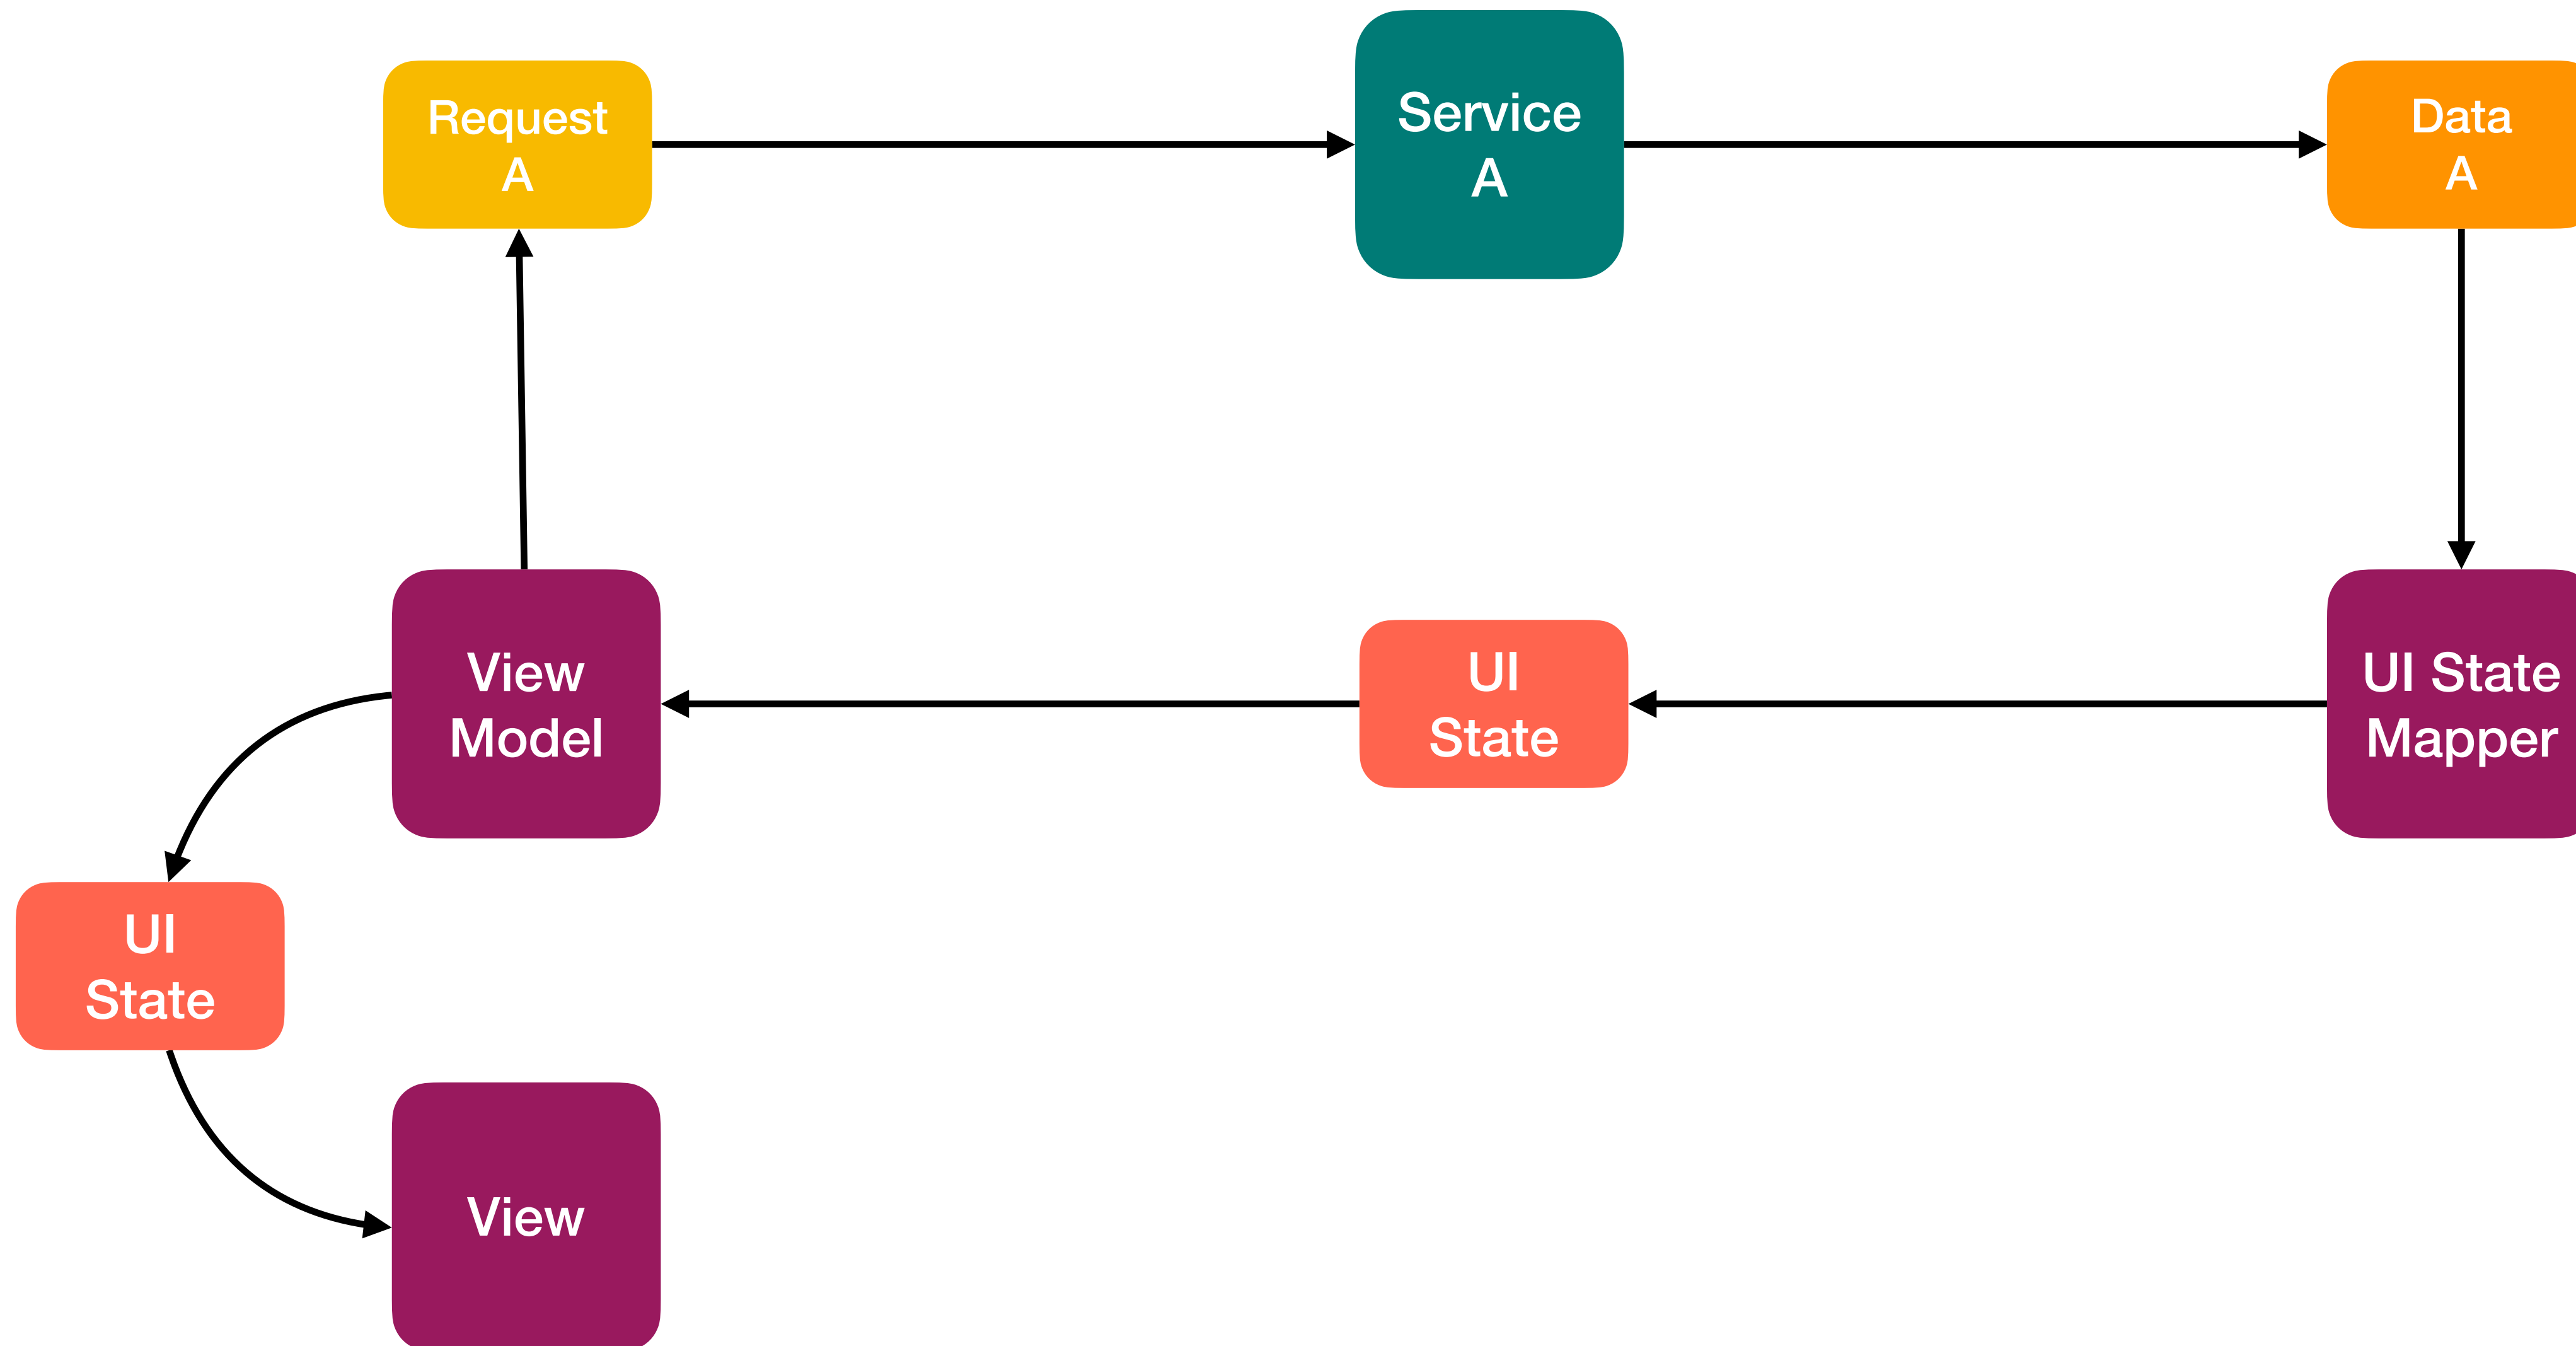 Request
A
Service
A
Data
A
View
Model
UI
State
UI State
Mapper
UI
State
View